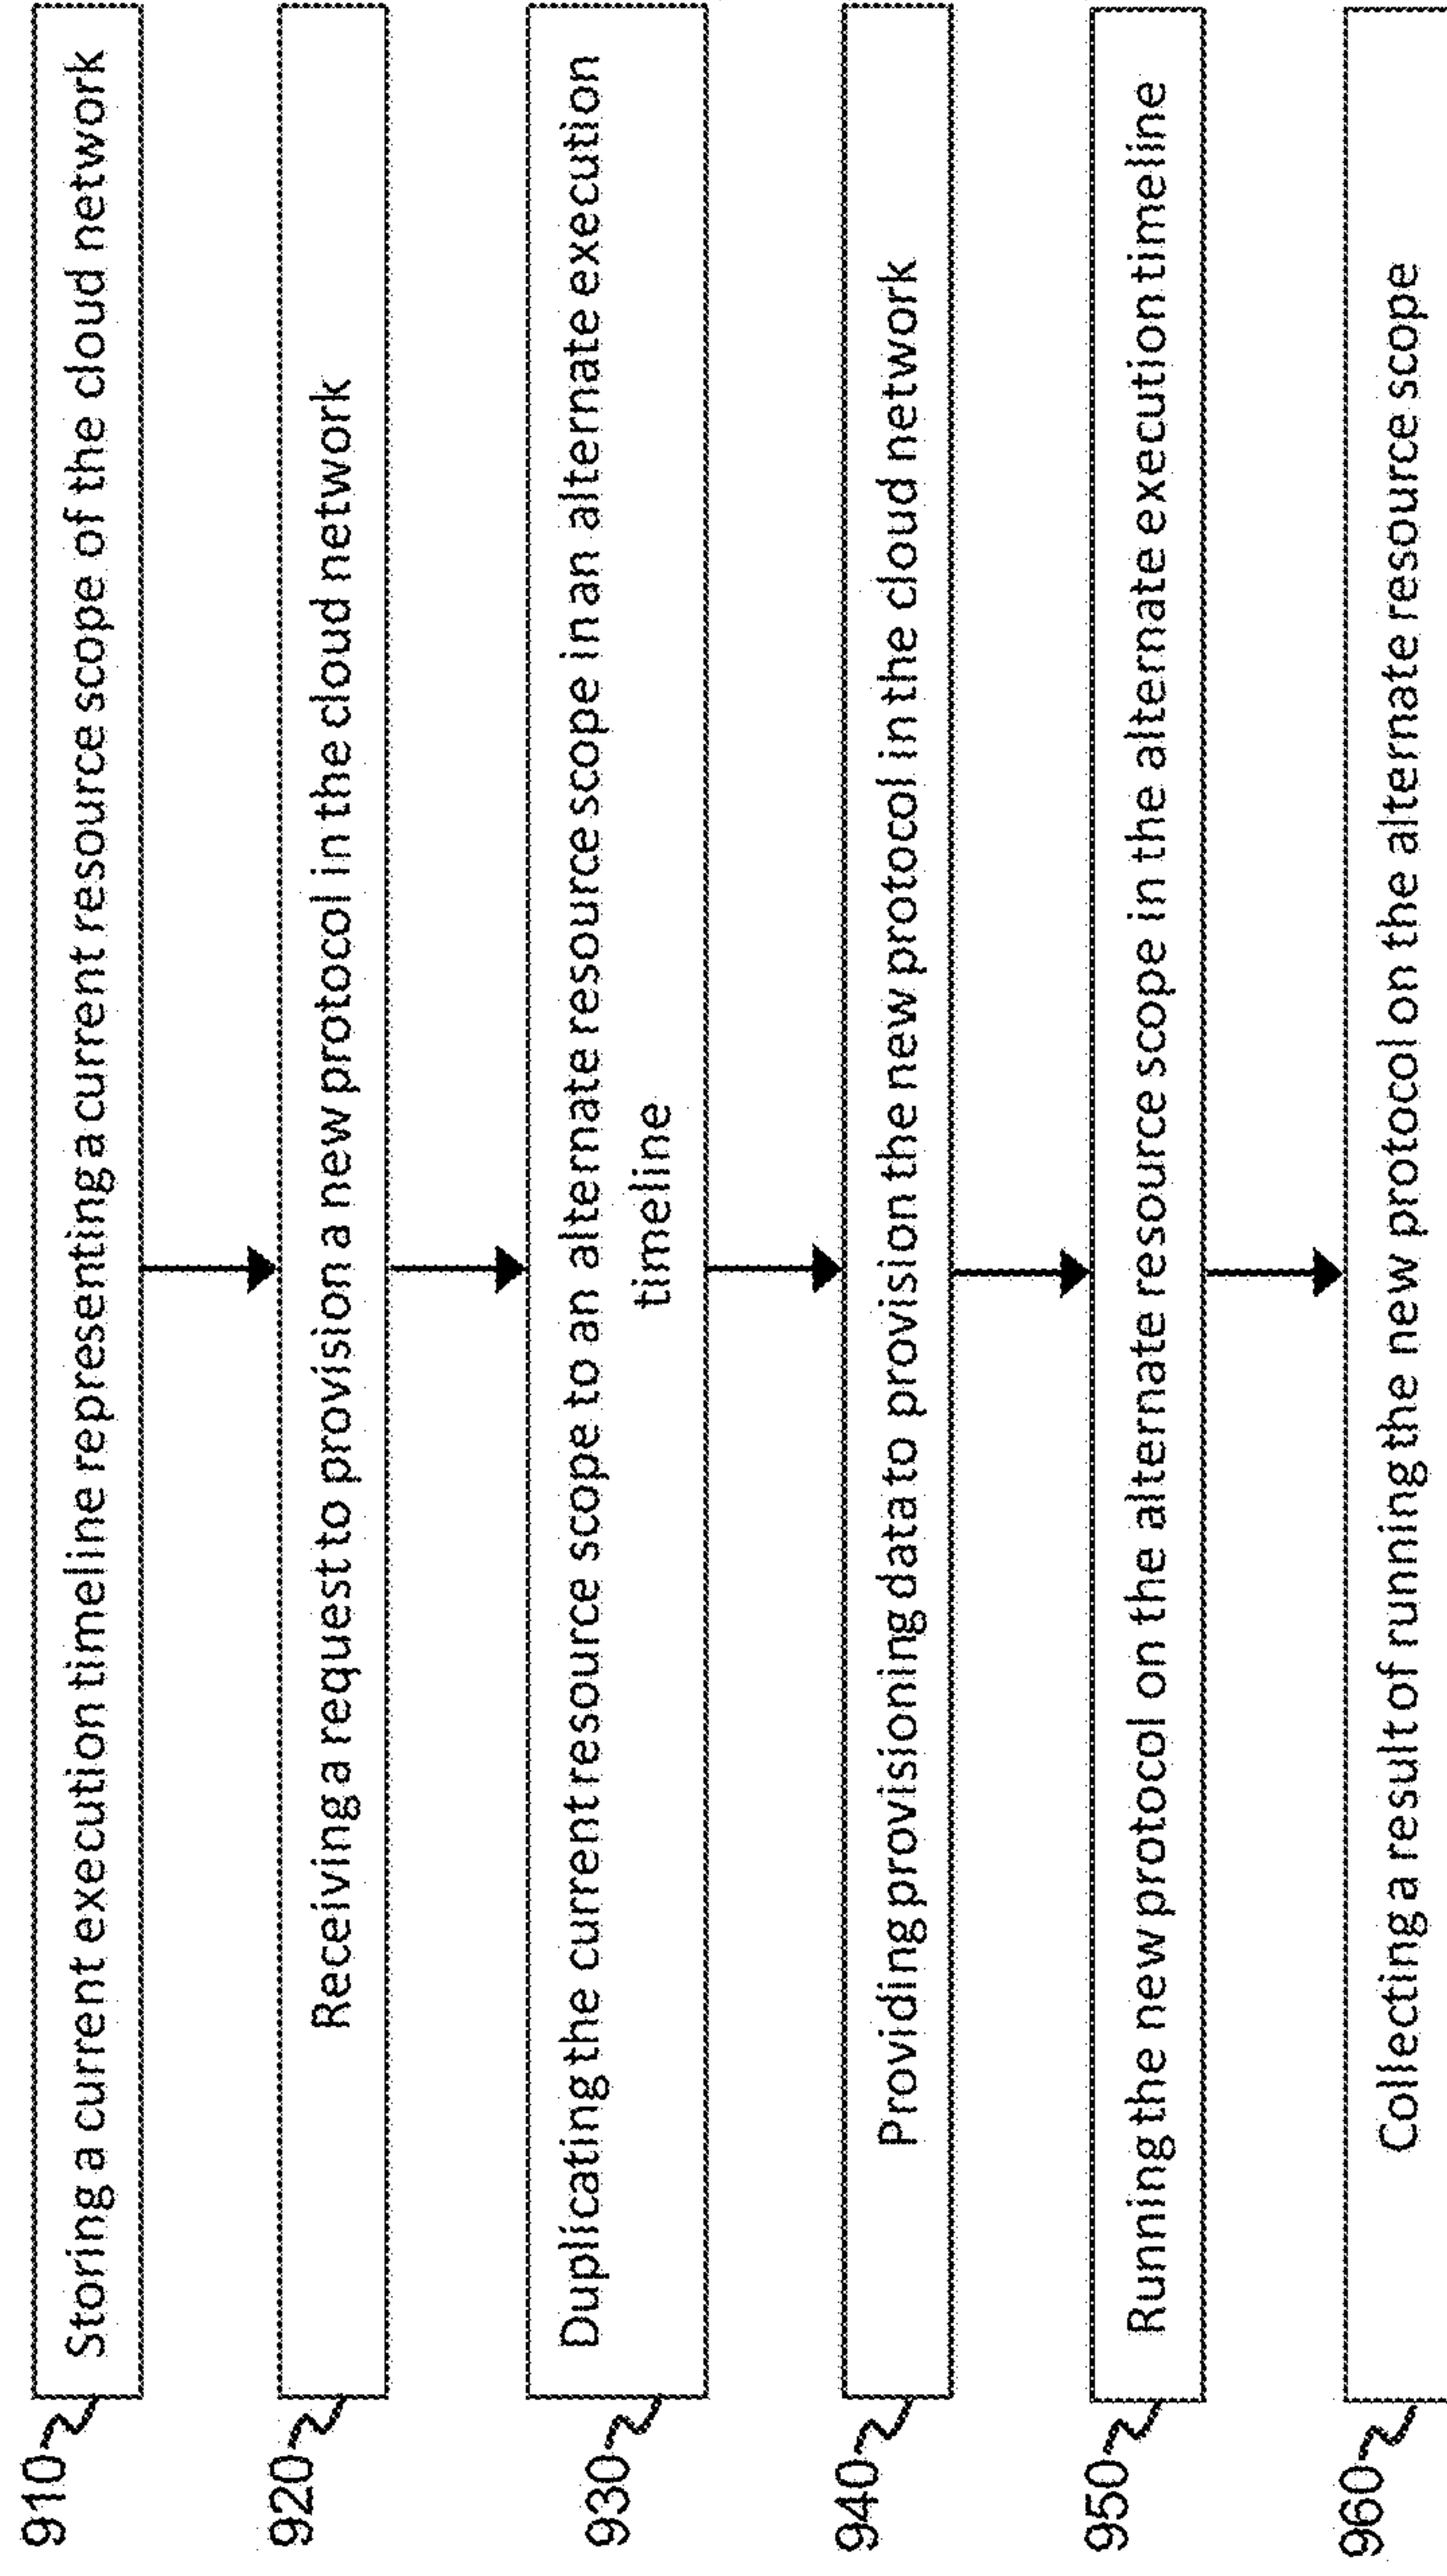 910
Storing a current execution timeline representing a current resource scope of the cloud network
920
Receiving a request to provision a new protocol in the cloud network
930
Duplicating the current resource scope to an alternate resource scope in an alternate execution
timeline
940
Providing provisioning data to provision the new protocol in the cloud network
950
Running the new protocol on the alternate resource scope in the alternate execution timeline
960
Collecting a result of running the new protocol on the alternate resource scope